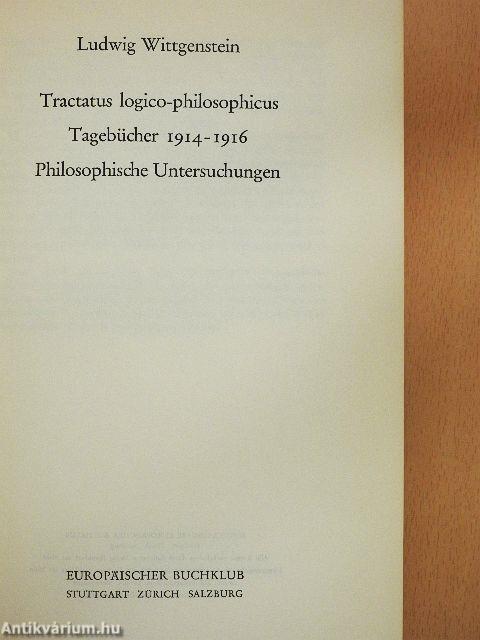 Ludwig Wittgenstein
Tractatus logico-philosophicus
Tagebücher 1914-1916
Philosophische Untersuchungen
EUROPÄISCHER BUCHKLUB
STUTTGART ZÜRICH SALZBURG
Antikvárium.hu